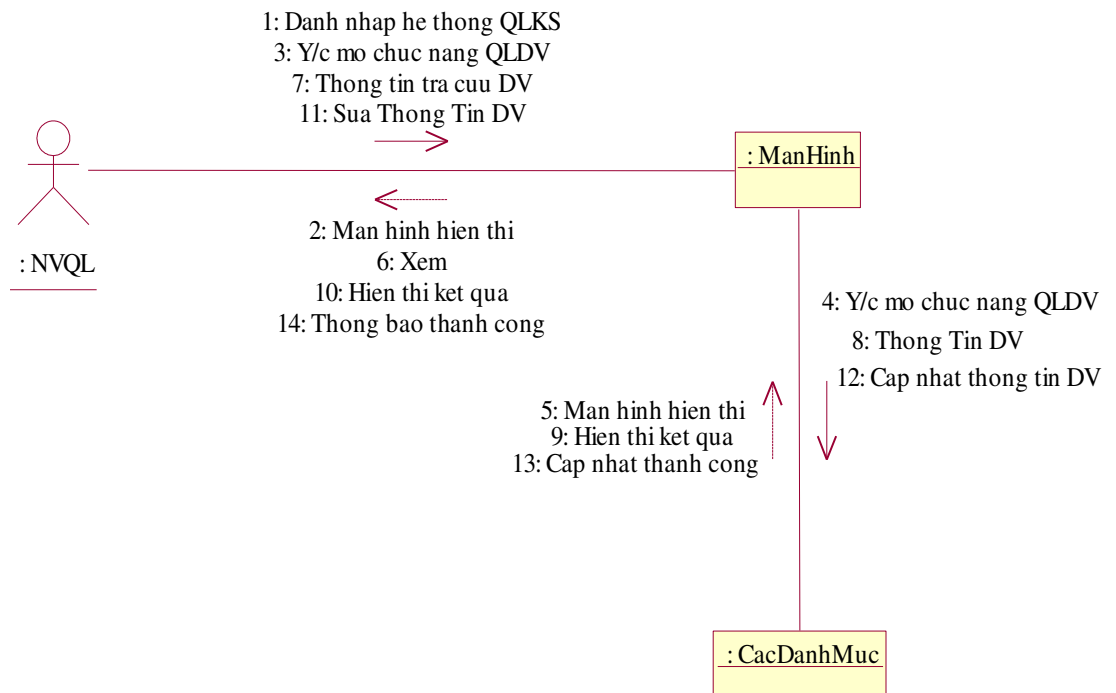 1: Danh nhap he thong QLKS
3: Y/c mo chuc nang QLDV
7: Thong tin tra cuu DV
11: Sua Thong Tin DV
: ManHinh
: NVQL
2: Man hinh hien thi
6: Xem
10: Hien thi ket qua
14: Thong bao thanh cong
4: Y/c mo chuc nang QLDV
8: Thong Tin DV
12: Cap nhat thong tin DV
5: Man hinh hien thi
9: Hien thi ket qua
13: Cap nhat thanh cong
: CacDanhMuc